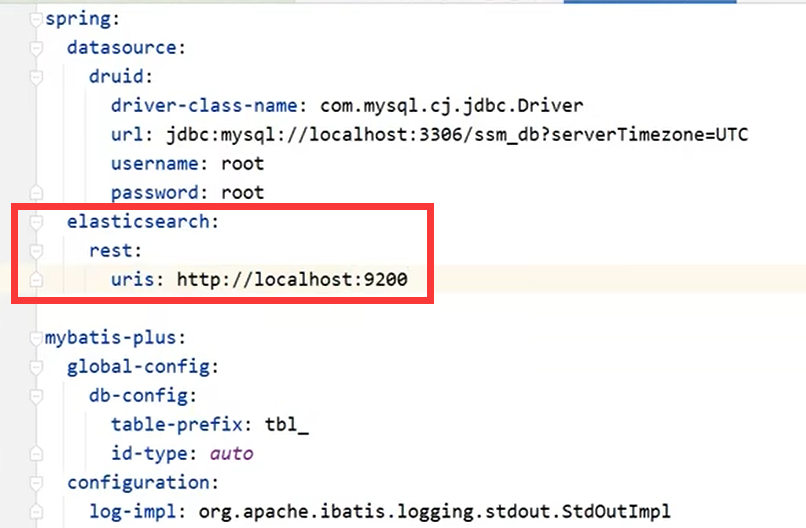 spring:
  datasource:
    druid:
      driver-class-name: com.mysql.cj.jdbc.Driver
      url: jdbc:mysql://localhost:3306/ssm_db?serverTimezone=UTC
      username: root
      password: root
  elasticsearch:
    rest:
      uris: http://localhost:9200
mybatis-plus:
  global-config:
    db-config:
      table-prefix: tbl_
      id-type: auto
  configuration:
    log-impl: org.apache.ibatis.logging.stdout.StdOutImpl